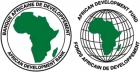 BANQUE AFRICAINE DE DEVELOPPEMENT
AFRICAN DEVELOPMENT BANK
AFRICAN DEVELOPMENT FUND
FONDS AFRICAIN DE DEVELOPPEMENT